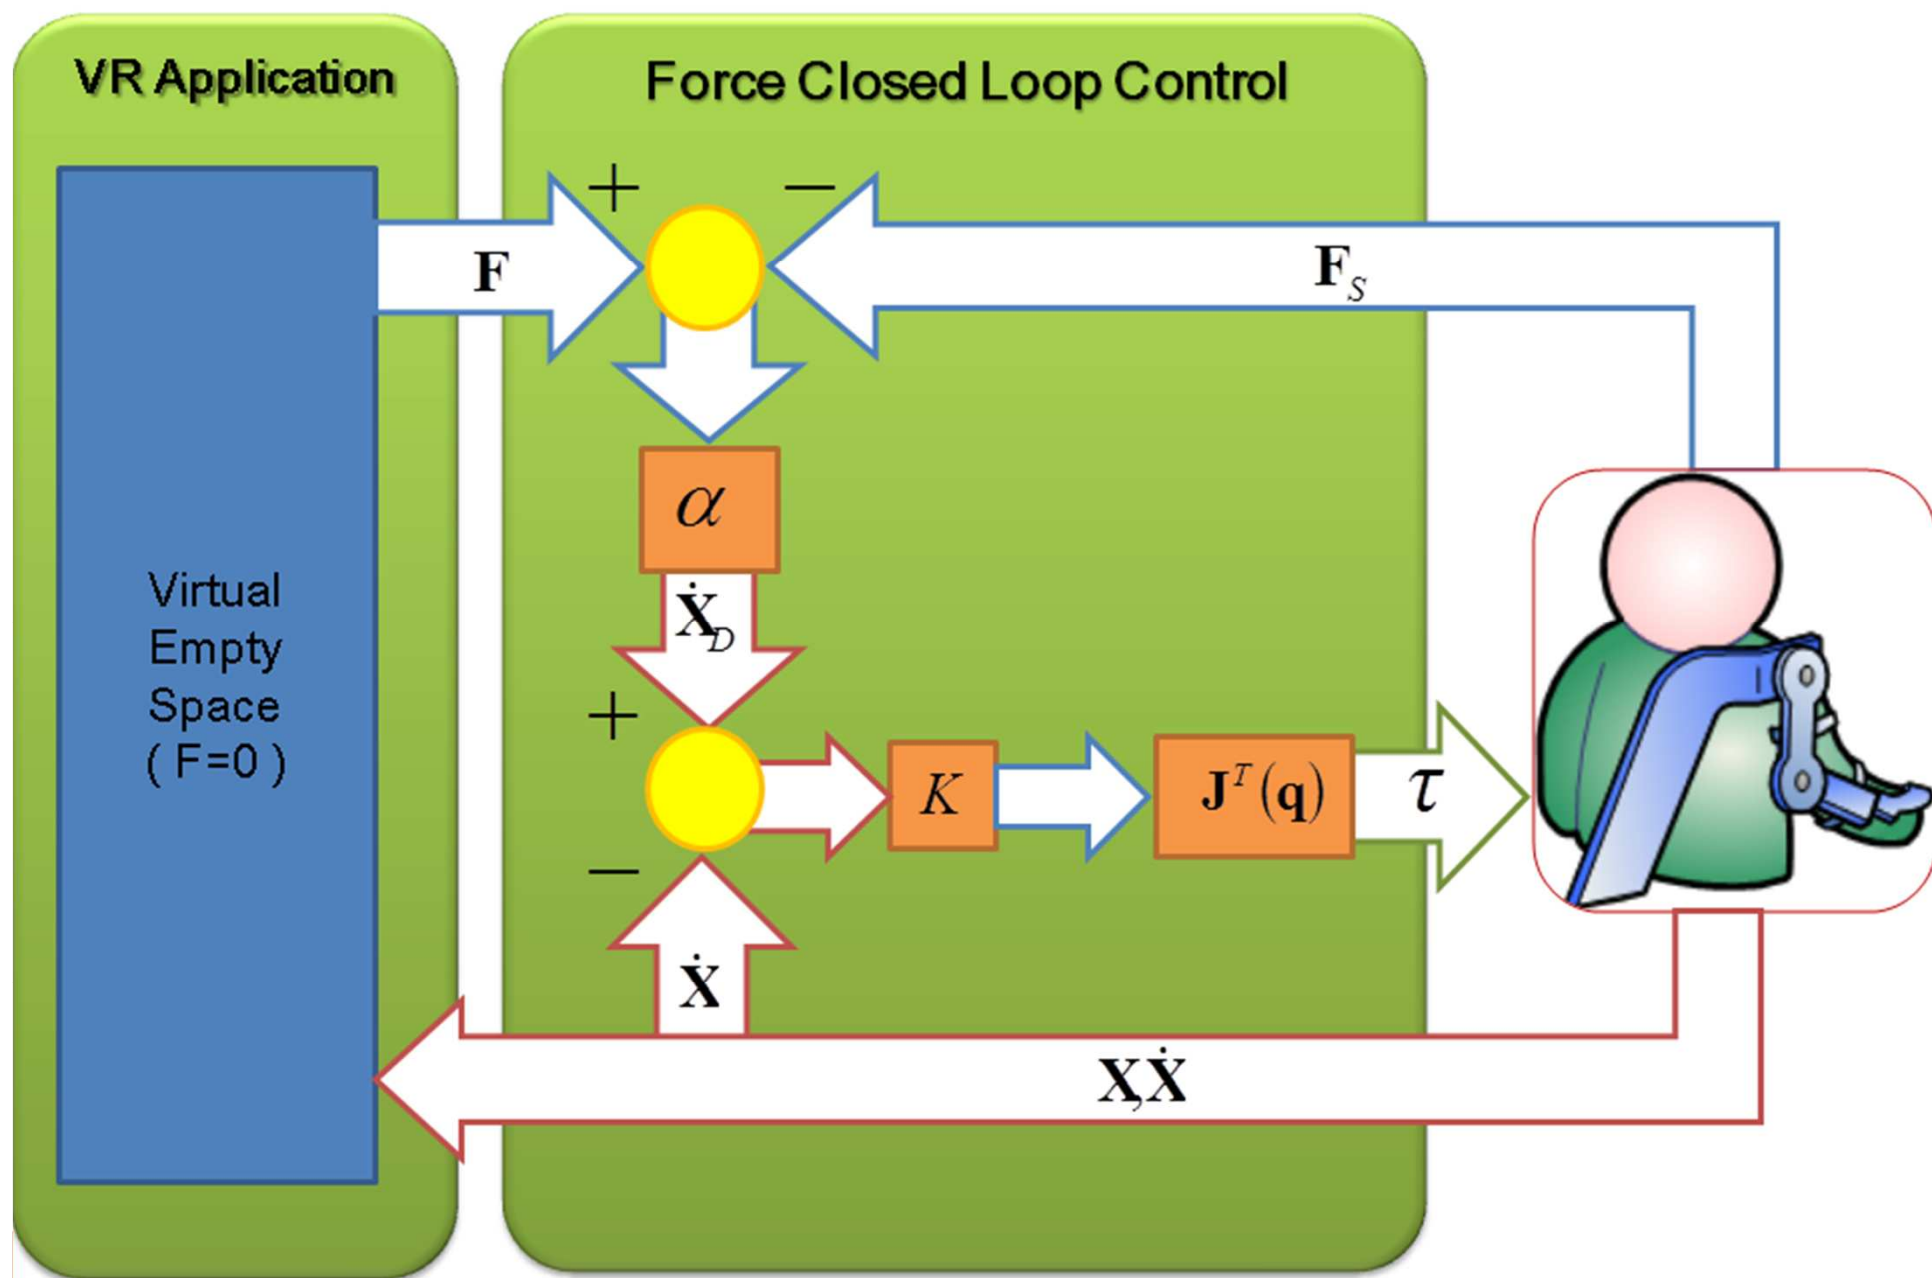 VR Application
Force Closed Loop Control
+
−
F
F_S
α
Ẋ_D
Virtual
Empty
Space
( F=0 )
+
K
J^T(q)
τ
−
Ẋ
X,Ẋ